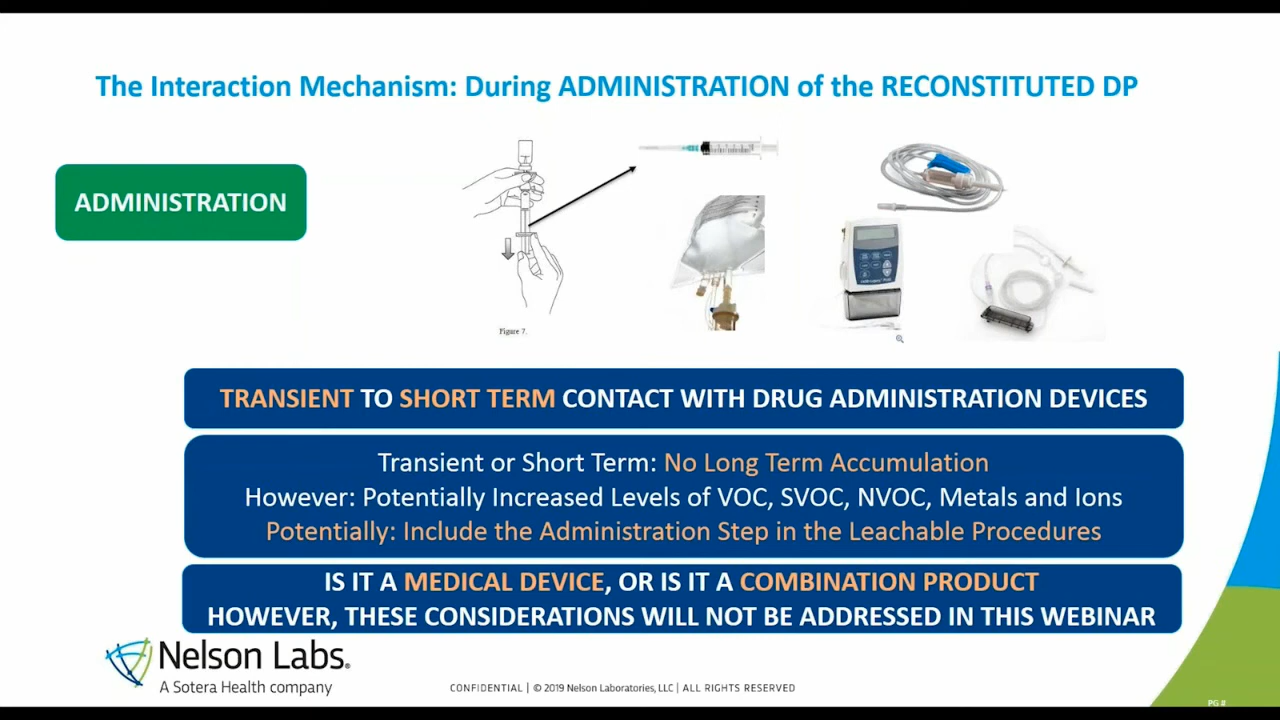 The Interaction Mechanism: During ADMINISTRATION of the RECONSTITUTED DP
ADMINISTRATION
Figure 7.
TRANSIENT TO SHORT TERM CONTACT WITH DRUG ADMINISTRATION DEVICES
Transient or Short Term: No Long Term Accumulation
However: Potentially Increased Levels of VOC, SVOC, NVOC, Metals and Ions
Potentially: Include the Administration Step in the Leachable Procedures
IS IT A MEDICAL DEVICE, OR IS IT A COMBINATION PRODUCT
HOWEVER, THESE CONSIDERATIONS WILL NOT BE ADDRESSED IN THIS WEBINAR
Nelson Labs®
A Sotera Health company
CONFIDENTIAL | © 2019 Nelson Laboratories, LLC | ALL RIGHTS RESERVED
PG #